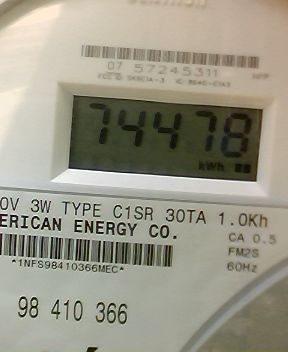 07 57245311
74478
kWh
0V 3W TYPE C1SR 30TA 1.0Kh
ERICAN ENERGY CO.
CA 0.5
FM2S
60Hz
*1NFS98410366MEC*
98 410 366